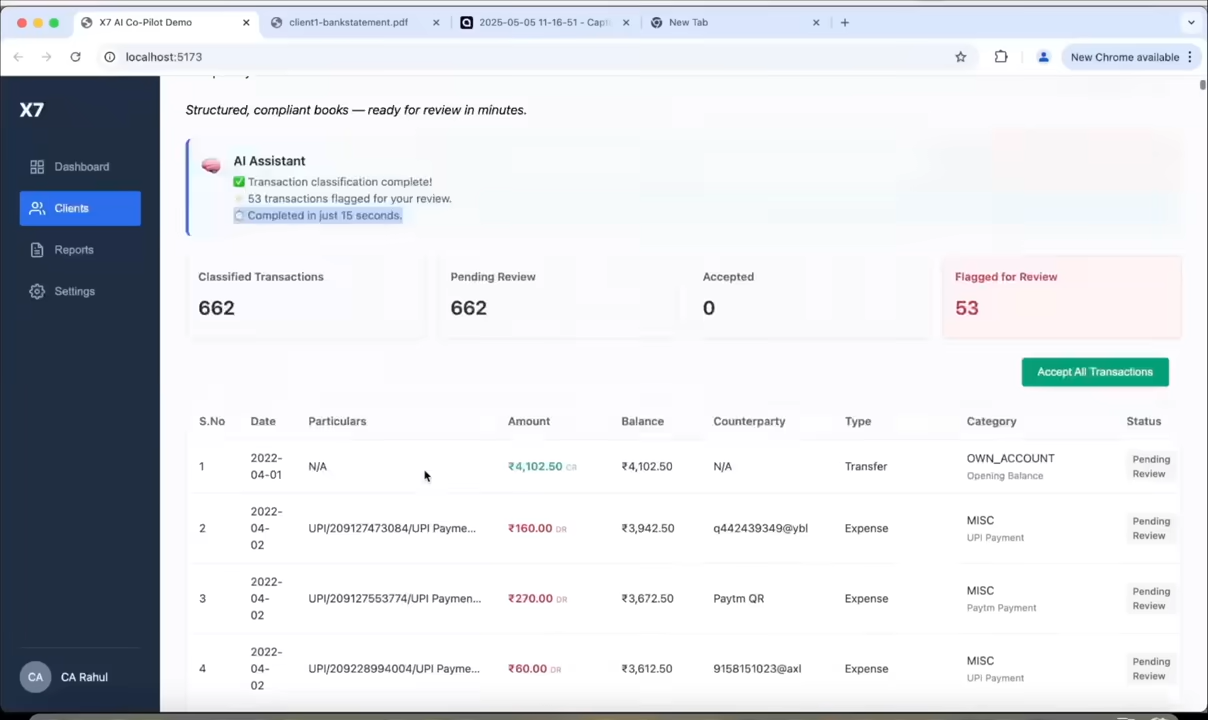 X7 AI Co-Pilot Demo
client1-bankstatement.pdf
2025-05-05 11-16-51 - Capt
New Tab
localhost:5173
New Chrome available
X7
Dashboard
Clients
Reports
Settings
CA
CA Rahul
Structured, compliant books — ready for review in minutes.
AI Assistant
✅ Transaction classification complete!
53 transactions flagged for your review.
Completed in just 15 seconds.
Classified Transactions
662
Pending Review
662
Accepted
0
Flagged for Review
53
Accept All Transactions
S.No Date Particulars Amount Balance Counterparty Type Category Status
1 2022-04-01 N/A ₹4,102.50 CR ₹4,102.50 N/A Transfer OWN_ACCOUNT Pending Review
Opening Balance
2 2022-04-02 UPI/209127473084/UPI Payme... ₹160.00 DR ₹3,942.50 q442439349@ybl Expense MISC Pending Review
UPI Payment
3 2022-04-02 UPI/209127553774/UPI Paymen... ₹270.00 DR ₹3,672.50 Paytm QR Expense MISC Pending Review
Paytm Payment
4 2022-04-02 UPI/209228994004/UPI Payme... ₹60.00 DR ₹3,612.50 9158151023@axl Expense MISC Pending Review
UPI Payment